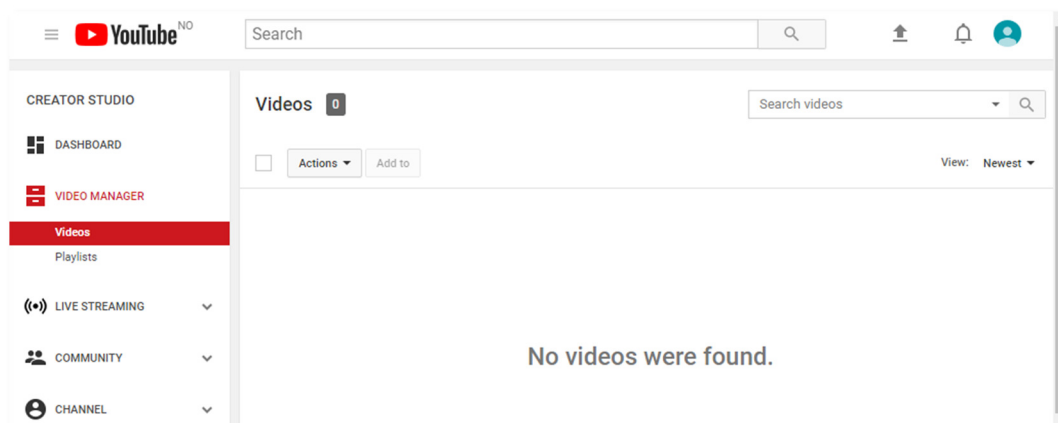 YouTube NO
Search
CREATOR STUDIO
DASHBOARD
VIDEO MANAGER
Videos
Playlists
LIVE STREAMING
COMMUNITY
CHANNEL
Videos 0
Search videos
Actions Add to
View: Newest
No videos were found.